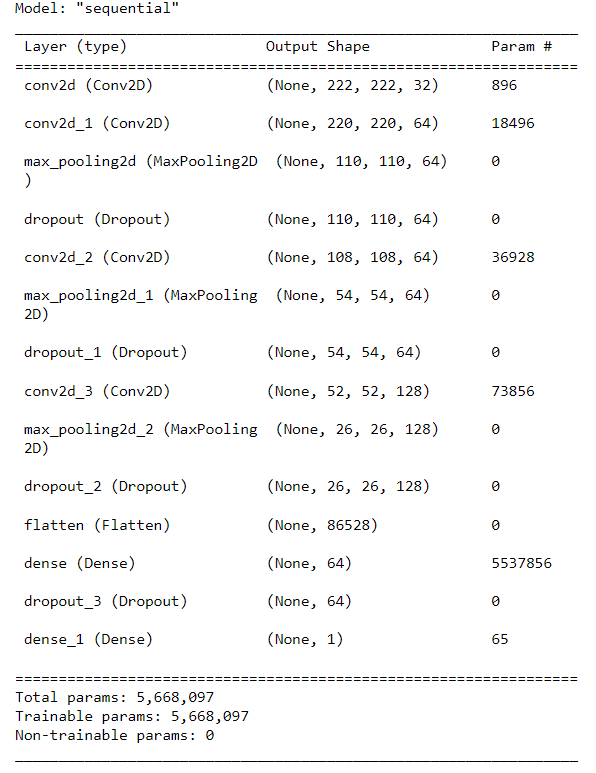 Model: "sequential"
_________________________________________________________________
Layer (type) Output Shape Param #
=================================================================
conv2d (Conv2D) (None, 222, 222, 32) 896
conv2d_1 (Conv2D) (None, 220, 220, 64) 18496
max_pooling2d (MaxPooling2D (None, 110, 110, 64) 0
)
dropout (Dropout) (None, 110, 110, 64) 0
conv2d_2 (Conv2D) (None, 108, 108, 64) 36928
max_pooling2d_1 (MaxPooling (None, 54, 54, 64) 0
2D)
dropout_1 (Dropout) (None, 54, 54, 64) 0
conv2d_3 (Conv2D) (None, 52, 52, 128) 73856
max_pooling2d_2 (MaxPooling (None, 26, 26, 128) 0
2D)
dropout_2 (Dropout) (None, 26, 26, 128) 0
flatten (Flatten) (None, 86528) 0
dense (Dense) (None, 64) 5537856
dropout_3 (Dropout) (None, 64) 0
dense_1 (Dense) (None, 1) 65
=================================================================
Total params: 5,668,097
Trainable params: 5,668,097
Non-trainable params: 0
_________________________________________________________________